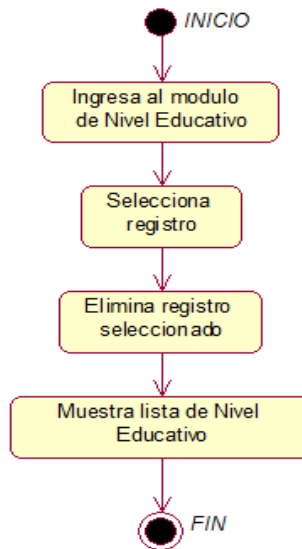 INICIO
Ingresa al modulo
de Nivel Educativo
Selecciona
registro
Elimina registro
seleccionado
Muestra lista de Nivel
Educativo
FIN